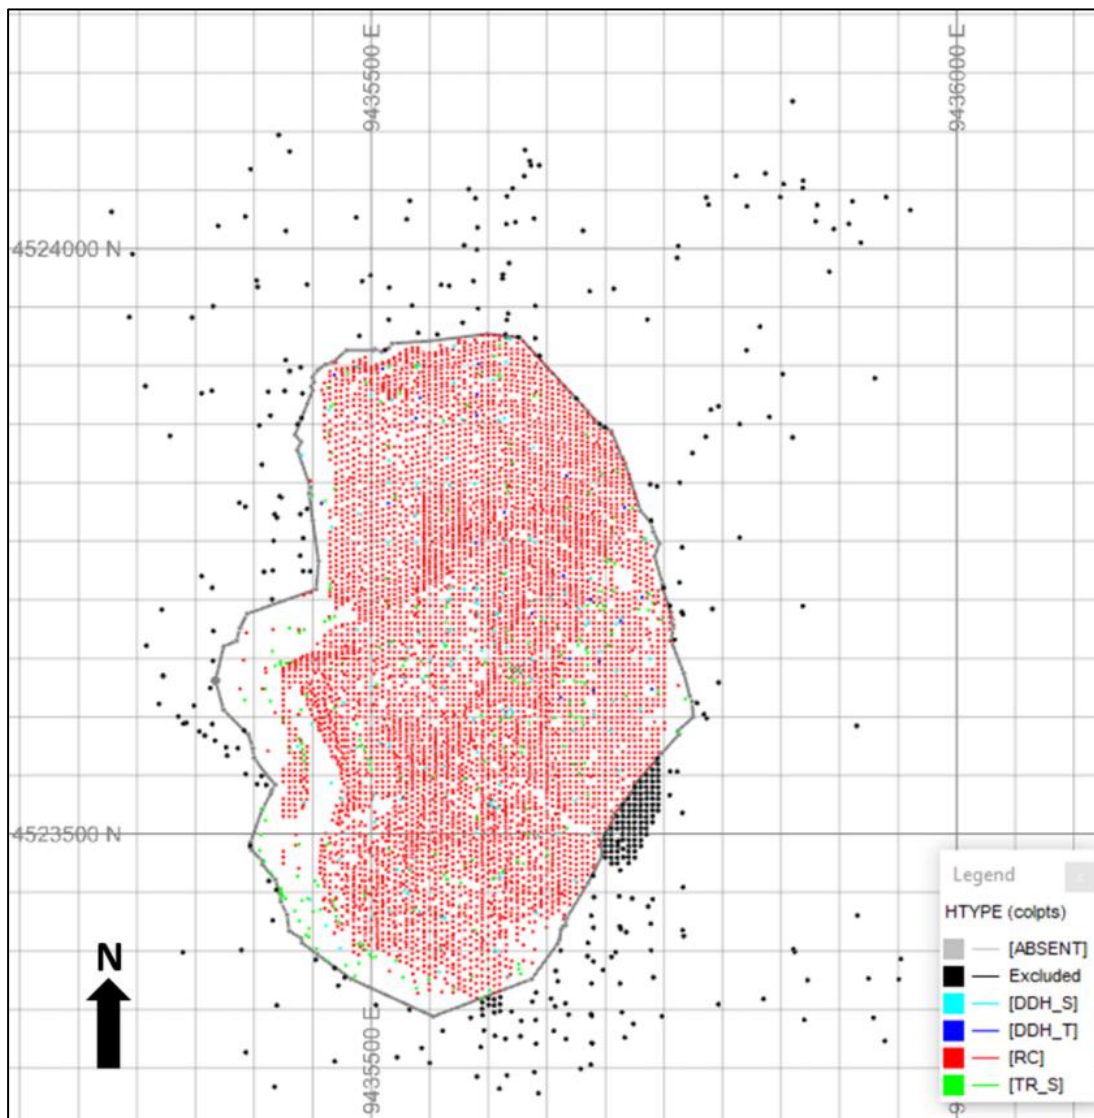 9435500 E
9436000 E
4524000 N
4523500 N
N
9435500 E
Legend
HTYPE (colpts)
[ABSENT]
Excluded
[DDH_S]
[DDH_T]
[RC]
[TR_S]